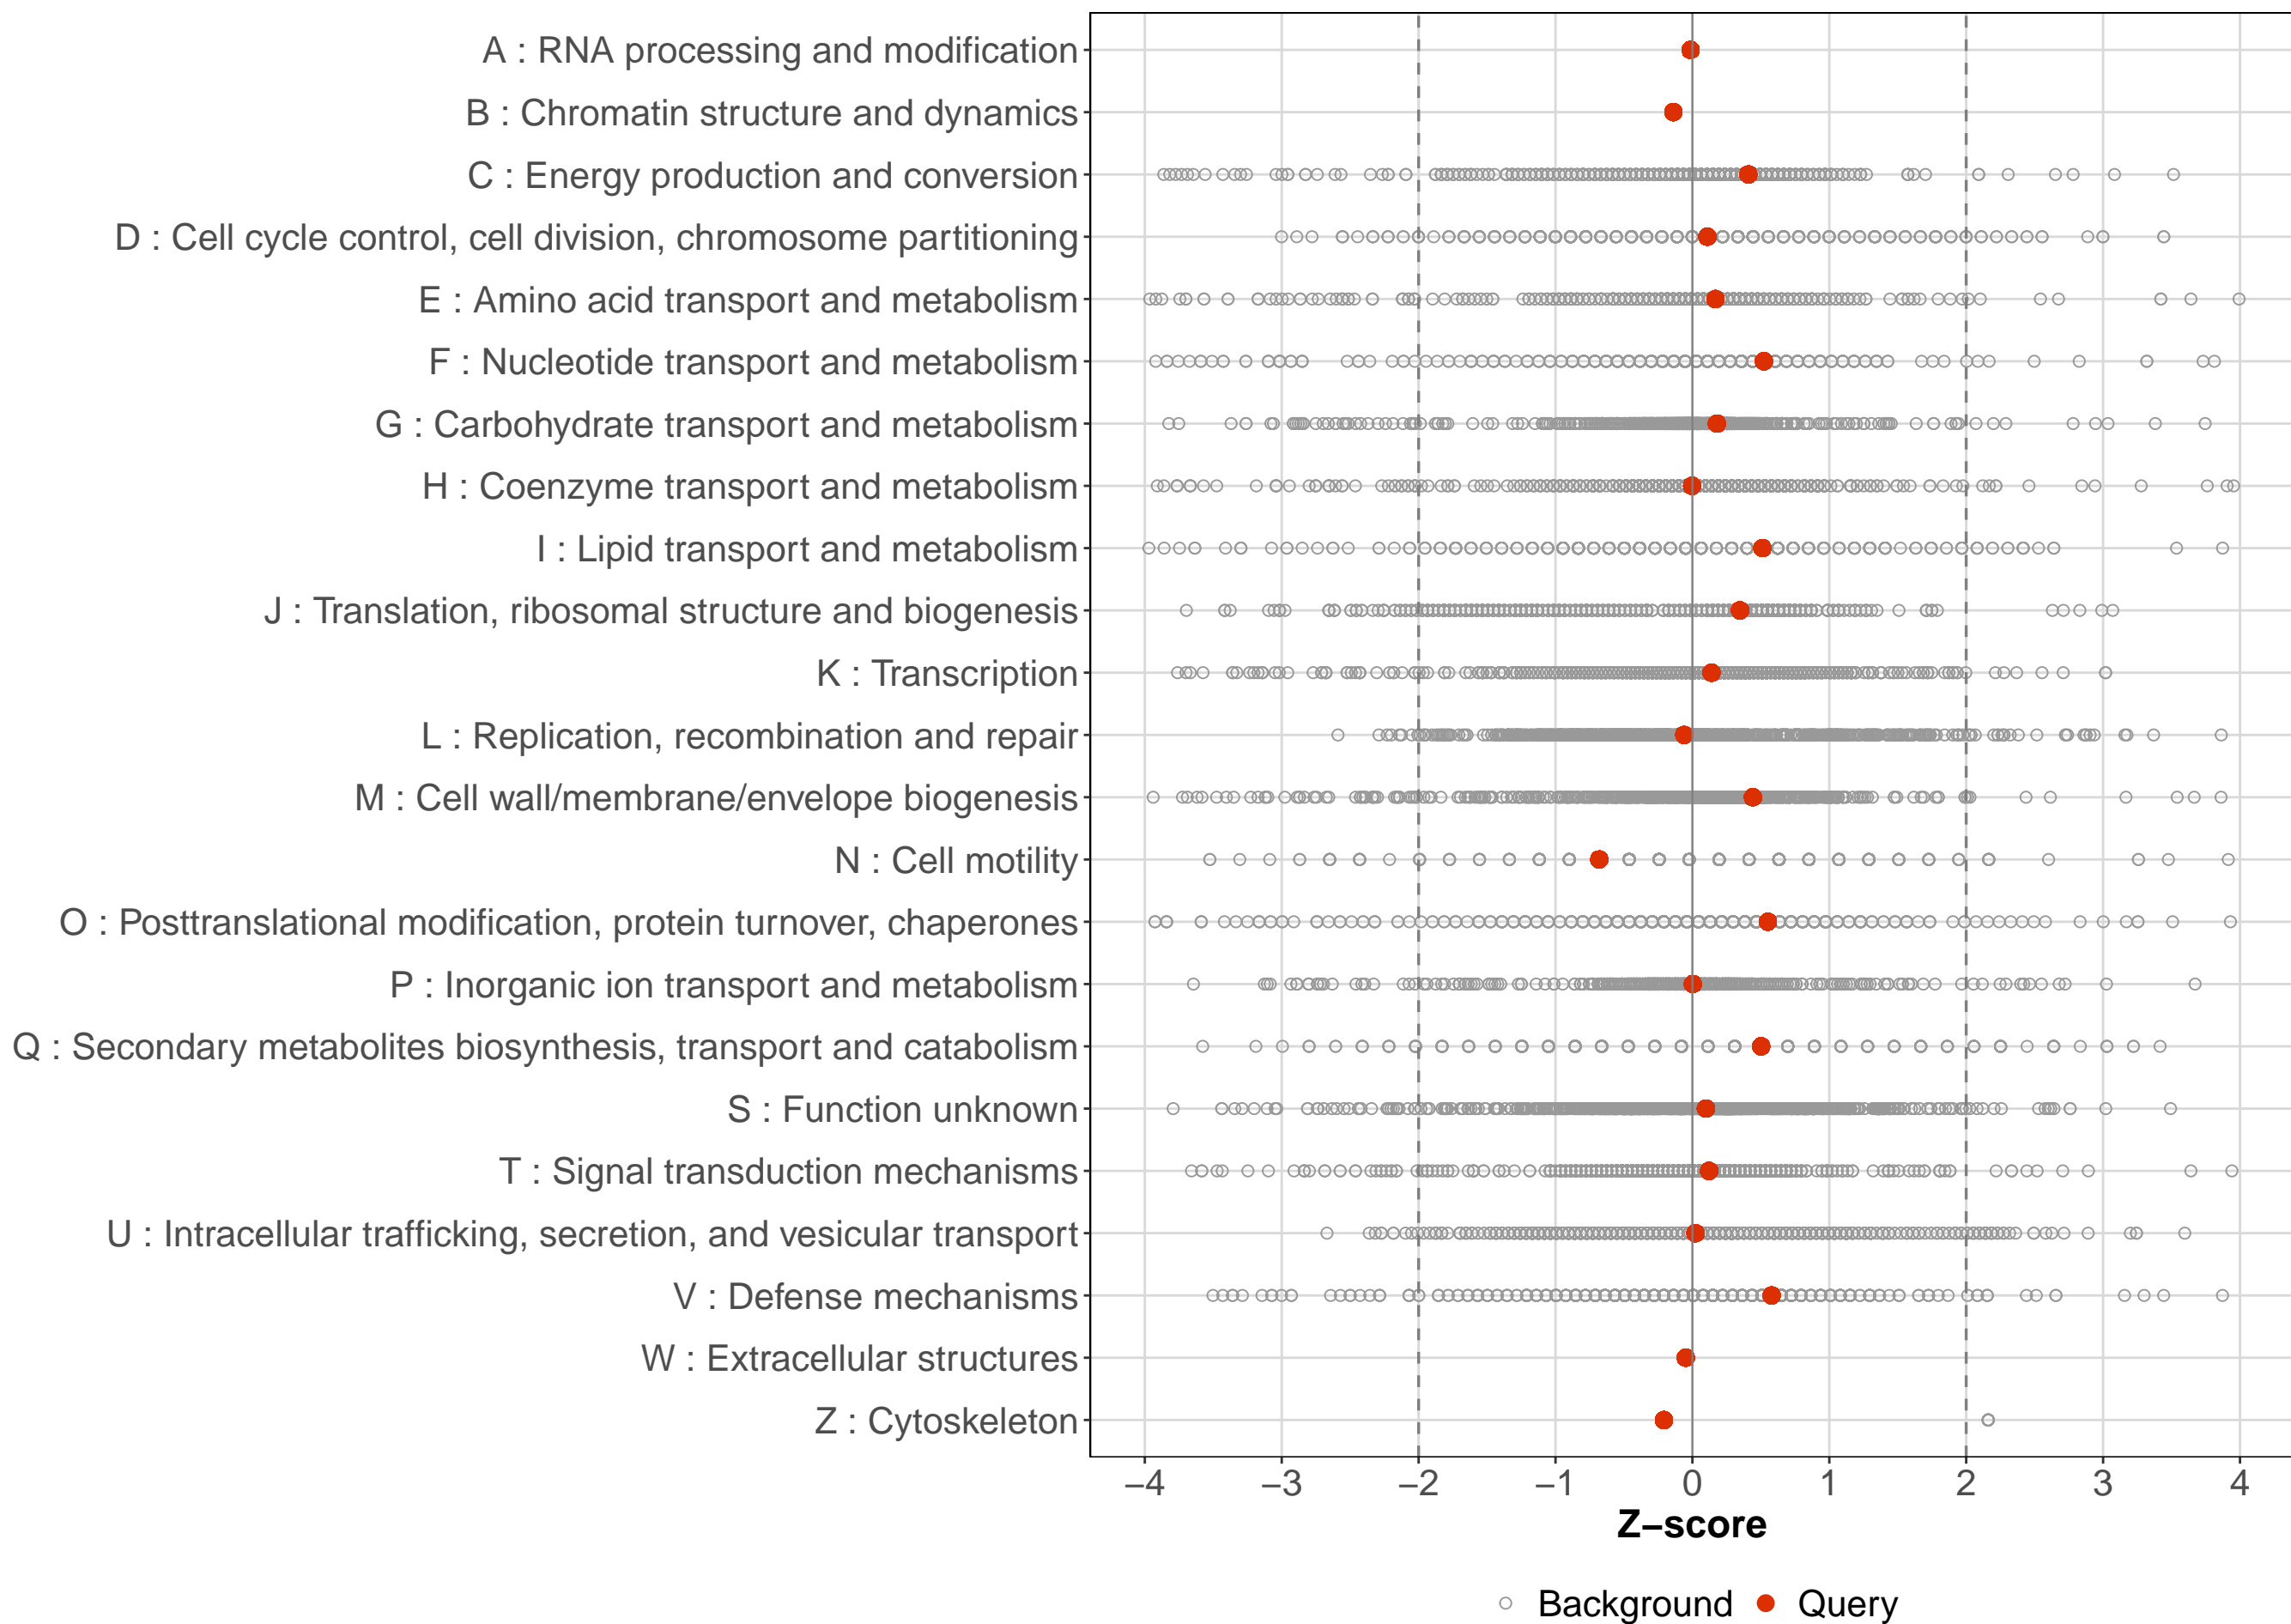 A : RNA processing and modification
B : Chromatin structure and dynamics
C : Energy production and conversion
D : Cell cycle control, cell division, chromosome partitioning
E : Amino acid transport and metabolism
F : Nucleotide transport and metabolism
G : Carbohydrate transport and metabolism
H : Coenzyme transport and metabolism
I : Lipid transport and metabolism
J : Translation, ribosomal structure and biogenesis
K : Transcription
L : Replication, recombination and repair
M : Cell wall/membrane/envelope biogenesis
N : Cell motility
O : Posttranslational modification, protein turnover, chaperones
P : Inorganic ion transport and metabolism
Q : Secondary metabolites biosynthesis, transport and catabolism
S : Function unknown
T : Signal transduction mechanisms
U : Intracellular trafficking, secretion, and vesicular transport
V : Defense mechanisms
W : Extracellular structures
Z : Cytoskeleton
−4 −3 −2 −1 0 1 2 3 4
Z−score
Background Query